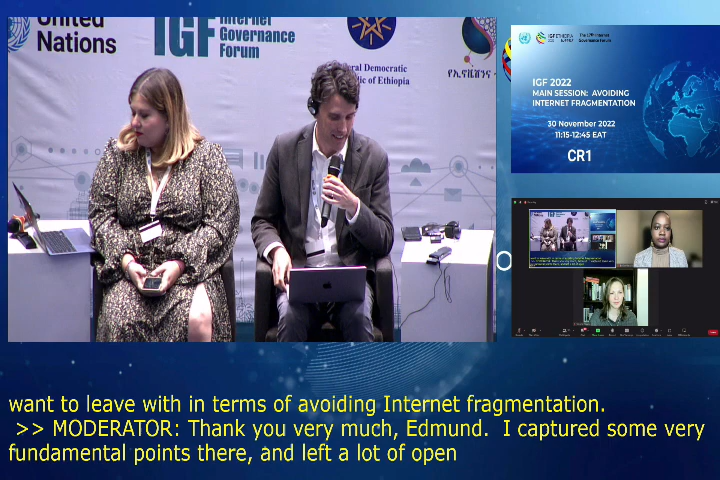 United
Nations
IGF
Internet
Governance
Forum
Federal Democratic
Republic of Ethiopia
የኢኖቬሽንና
IGF 2022
MAIN SESSION: AVOIDING
INTERNET FRAGMENTATION
30 November 2022
11:15-12:45 EAT
CR1
want to leave with in terms of avoiding Internet fragmentation.
>> MODERATOR: Thank you very much, Edmund. I captured some very
fundamental points there, and left a lot of open